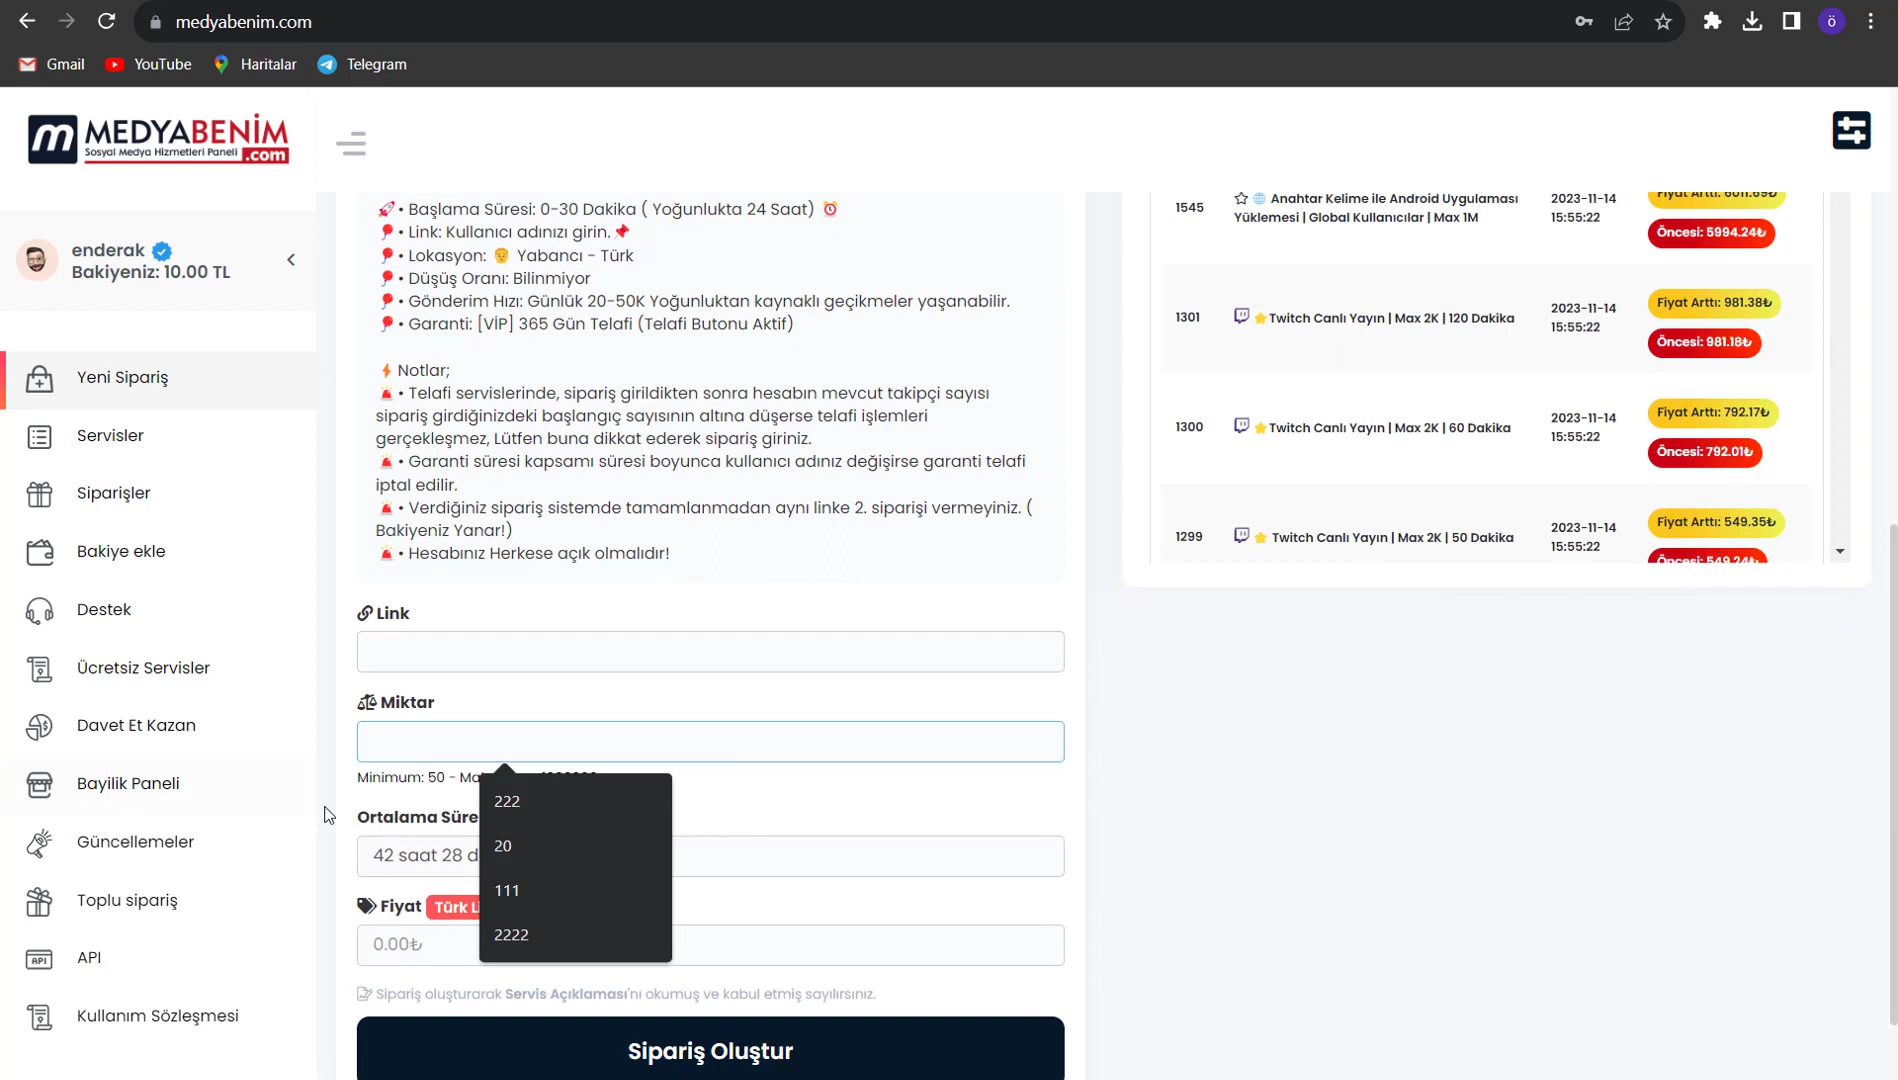 medyabenim.com
ö
Gmail
YouTube
Haritalar
Telegram
m MEDYABENİM
Sosyal Medya Hizmetleri Paneli .com
enderak
Bakiyeniz: 10.00 TL
Yeni Sipariş
Servisler
Siparişler
Bakiye ekle
Destek
Ücretsiz Servisler
Davet Et Kazan
Bayilik Paneli
Güncellemeler
Toplu sipariş
API
API
Kullanım Sözleşmesi
• Başlama Süresi: 0-30 Dakika ( Yoğunlukta 24 Saat)
• Link: Kullanıcı adınızı girin.
• Lokasyon: Yabancı - Türk
• Düşüş Oranı: Bilinmiyor
• Gönderim Hızı: Günlük 20-50K Yoğunluktan kaynaklı geçikmeler yaşanabilir.
• Garanti: [VİP] 365 Gün Telafi (Telafi Butonu Aktif)
Notlar;
• Telafi servislerinde, sipariş girildikten sonra hesabın mevcut takipçi sayısı
sipariş girdiğinizdeki başlangıç sayısının altına düşerse telafi işlemleri
gerçekleşmez, Lütfen buna dikkat ederek sipariş giriniz.
• Garanti süresi kapsamı süresi boyunca kullanıcı adınız değişirse garanti telafi
iptal edilir.
• Verdiğiniz sipariş sistemde tamamlanmadan aynı linke 2. siparişi vermeyiniz. (
Bakiyeniz Yanar!)
• Hesabınız Herkese açık olmalıdır!
Link
Miktar
Minimum: 50 -
222
20
111
2222
Ortalama Süre
42 saat 28 d
Fiyat Türk Li
0.00₺
Sipariş oluşturarak Servis Açıklaması'nı okumuş ve kabul etmiş sayılırsınız.
Sipariş Oluştur
1545
Anahtar Kelime ile Android Uygulaması
Yüklemesi | Global Kullanıcılar | Max 1M
2023-11-14
15:55:22
Fiyat Arttı: 6011.69₺
Öncesi: 5994.24₺
1301
Twitch Canlı Yayın | Max 2K | 120 Dakika
2023-11-14
15:55:22
Fiyat Arttı: 981.38₺
Öncesi: 981.18₺
1300
Twitch Canlı Yayın | Max 2K | 60 Dakika
2023-11-14
15:55:22
Fiyat Arttı: 792.17₺
Öncesi: 792.01₺
1299
Twitch Canlı Yayın | Max 2K | 50 Dakika
2023-11-14
15:55:22
Fiyat Arttı: 549.35₺
Öncesi: 549.24₺